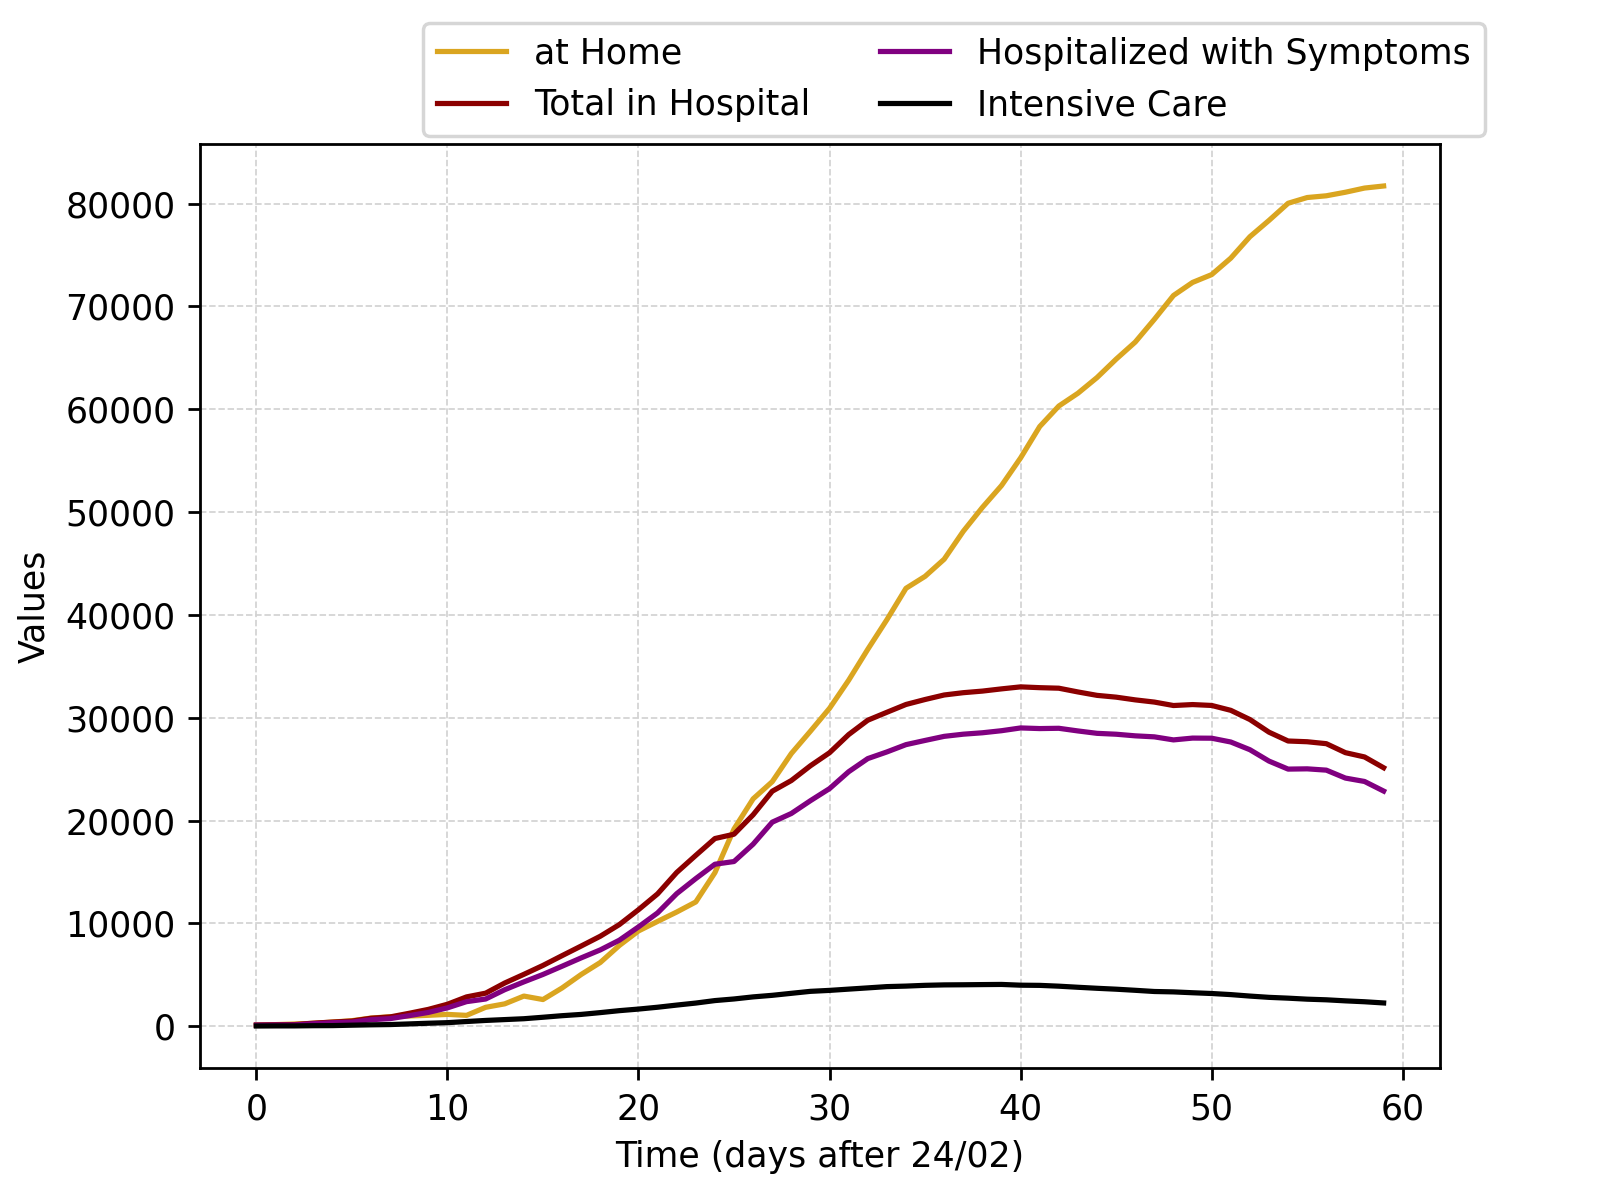 at Home
Total in Hospital
Hospitalized with Symptoms
Intensive Care
Values
80000
70000
60000
50000
40000
30000
20000
10000
0
0 10 20 30 40 50 60
Time (days after 24/02)